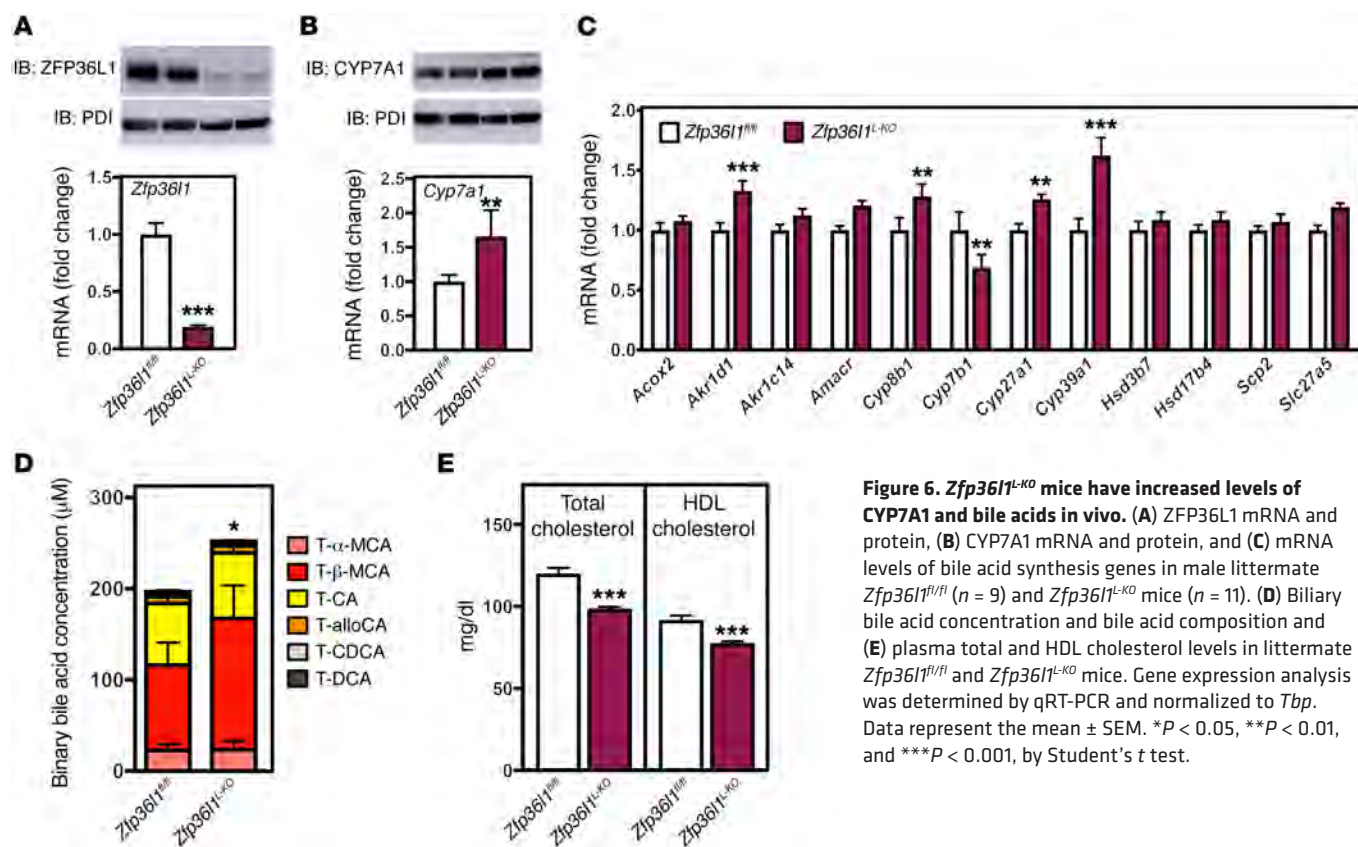 A
IB: ZFP36L1
IB: PDI
mRNA (fold change)
1.5
1.0
0.5
0.0
Zfp36l1
***
Zfp36l1fl/fl
Zfp36l1L-KO
B
IB: CYP7A1
IB: PDI
mRNA (fold change)
2.5
2.0
1.5
1.0
0.5
0.0
Cyp7a1
**
Zfp36l1fl/fl
Zfp36l1L-KO
C
mRNA (fold change)
2.0
1.5
1.0
0.5
0.0
Zfp36l1fl/fl
Zfp36l1L-KO
***
**
**
**
***
Acox2
Akr1d1
Akr1c14
Amacr
Cyp8b1
Cyp7b1
Cyp27a1
Cyp39a1
Hsd3b7
Hsd17b4
Scp2
Slc27a5
D
Binary bile acid concentration (μM)
300
200
100
0
*
Zfp36l1fl/fl
Zfp36l1L-KO
T-α-MCA
T-β-MCA
T-CA
T-alloCA
T-CDCA
T-DCA
E
mg/dl
150
100
50
0
Total cholesterol
HDL cholesterol
***
***
Zfp36l1fl/fl
Zfp36l1L-KO
Zfp36l1fl/fl
Zfp36l1L-KO
Figure 6. Zfp36l1L-KO mice have increased levels of
CYP7A1 and bile acids in vivo. (A) ZFP36L1 mRNA and
protein, (B) CYP7A1 mRNA and protein, and (C) mRNA
levels of bile acid synthesis genes in male littermate
Zfp36l1fl/fl (n = 9) and Zfp36l1L-KO mice (n = 11). (D) Biliary
bile acid concentration and bile acid composition and
(E) plasma total and HDL cholesterol levels in littermate
Zfp36l1fl/fl and Zfp36l1L-KO mice. Gene expression analysis
was determined by qRT-PCR and normalized to Tbp.
Data represent the mean ± SEM. *P < 0.05, **P < 0.01,
and ***P < 0.001, by Student's t test.